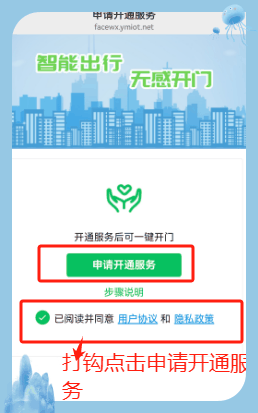 申请开通服务
facewx.ymiot.net
智能出行
无感开门
开通服务后可一键开门
申请开通服务
步骤说明
已阅读并同意 用户协议 和 隐私政策
打钩点击申请开通服
务